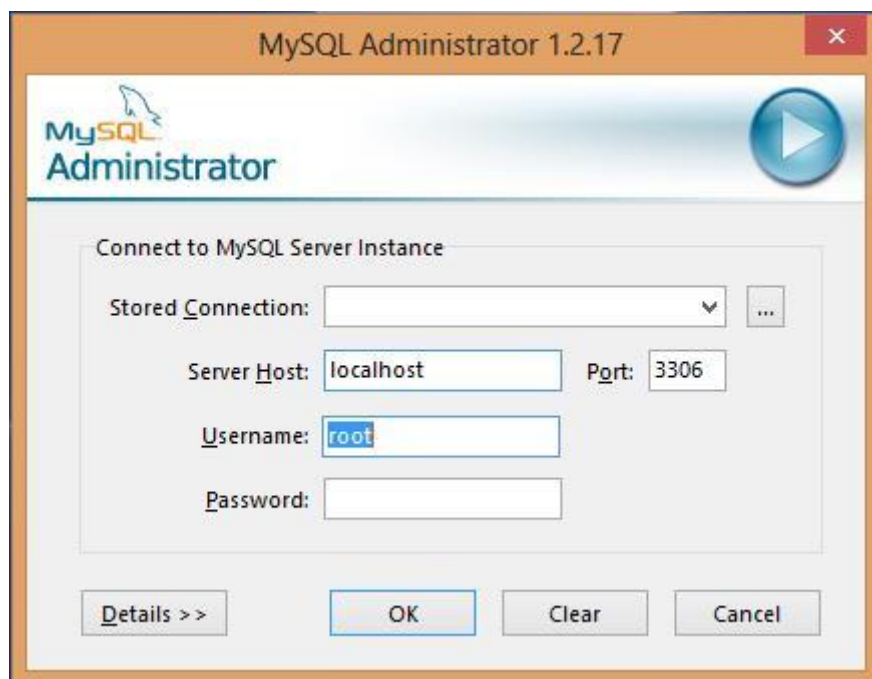 MySQL Administrator 1.2.17
MySQL
Administrator
Connect to MySQL Server Instance
Stored Connection:
...
Server Host: localhost Port: 3306
Username: root
Password:
Details >> OK Clear Cancel